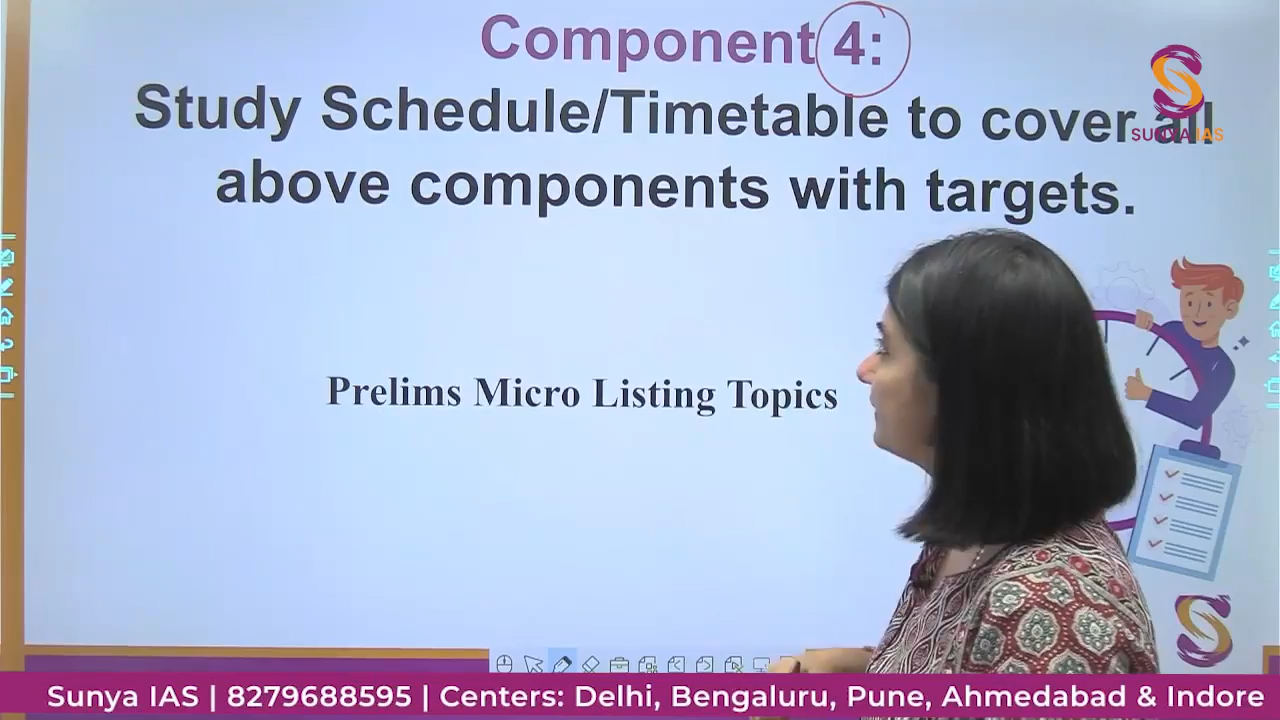 Component 4:
Study Schedule/Timetable to cover all
above components with targets.
SUNYA IAS
Prelims Micro Listing Topics
Sunya IAS | 8279688595 | Centers: Delhi, Bengaluru, Pune, Ahmedabad & Indore